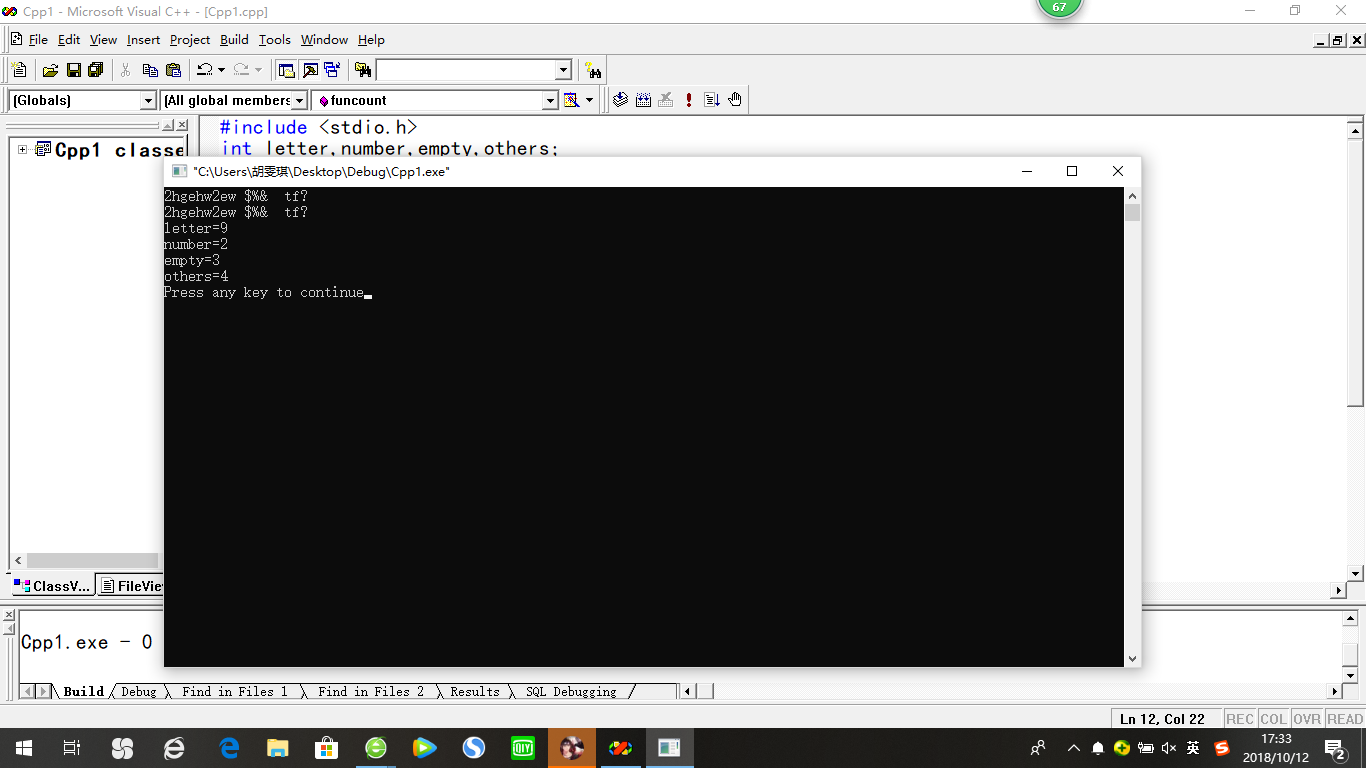 Cpp1 - Microsoft Visual C++ - [Cpp1.cpp]
67
File Edit View Insert Project Build Tools Window Help
(Globals) (All global members funcount
#include <stdio.h>
int letter,number,empty,others;
Cpp1 classe
"C:\Users\胡雯琪\Desktop\Debug\Cpp1.exe"
2hgehw2ew $%&  tf?
2hgehw2ew $%&  tf?
letter=9
number=2
empty=3
others=4
Press any key to continue
ClassV... FileView
Cpp1.exe - 0
Build Debug Find in Files 1 Find in Files 2 Results SQL Debugging
Ln 12, Col 22 REC COL OVR READ
QIY
英
17:33
2018/10/12
2